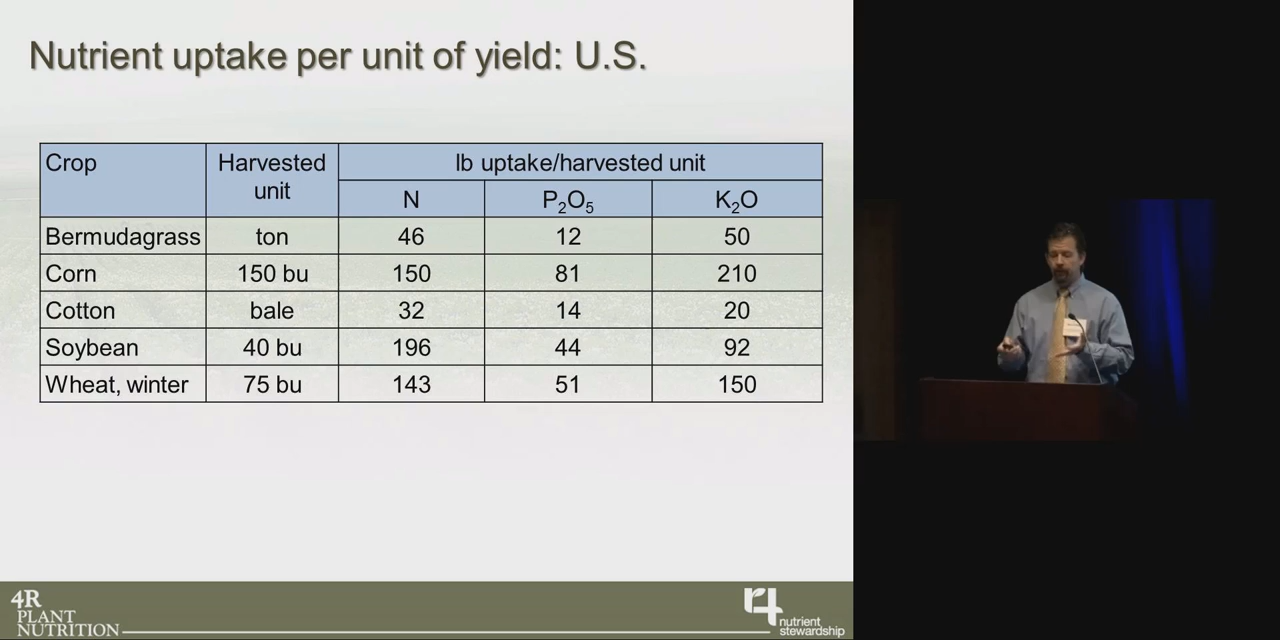 Nutrient uptake per unit of yield: U.S.
Crop Harvested unit lb uptake/harvested unit
N P₂O₅ K₂O
Bermudagrass ton 46 12 50
Corn 150 bu 150 81 210
Cotton bale 32 14 20
Soybean 40 bu 196 44 92
Wheat, winter 75 bu 143 51 150
4R
PLANT
NUTRITION
r4
nutrient
stewardship